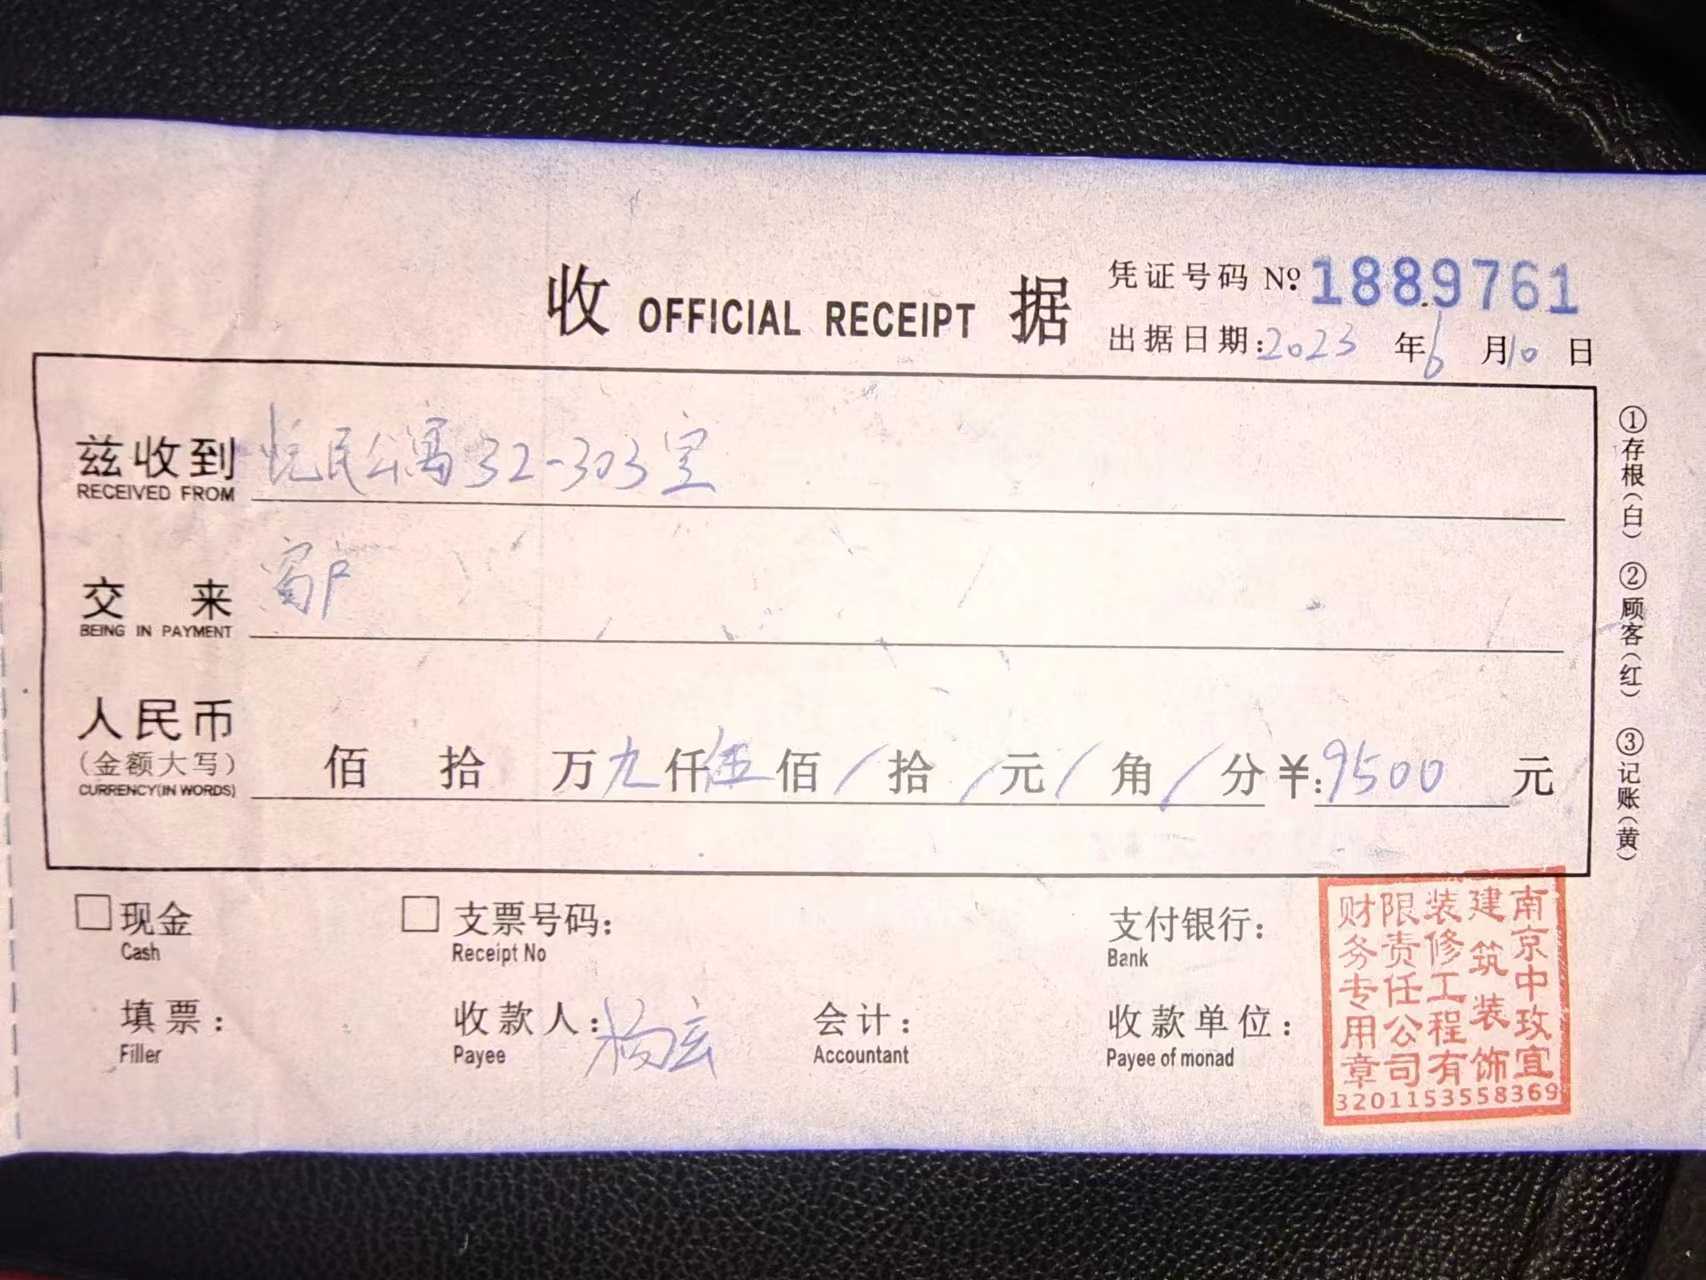 收 OFFICIAL RECEIPT 据
凭证号码 Nº 1889761
出据日期:2023 年 6 月 10 日
兹收到 悦民公寓32-303室
RECEIVED FROM
交 来 窗户
BEING IN PAYMENT
人民币
(金额大写) 佰 拾 万 九 仟 伍 佰 / 拾 / 元 / 角 / 分 ¥:9500 元
CURRENCY(IN WORDS)
①存根(白) ②顾客(红) ③记账(黄)
现金 支票号码: 支付银行:
Cash Receipt No Bank
填票: 收款人:杨玄 会计: 收款单位:
Filler Payee Accountant Payee of monad
南京中玫宜
建筑装饰
装修工程有
限责任公司
财务专用章
3201153558369